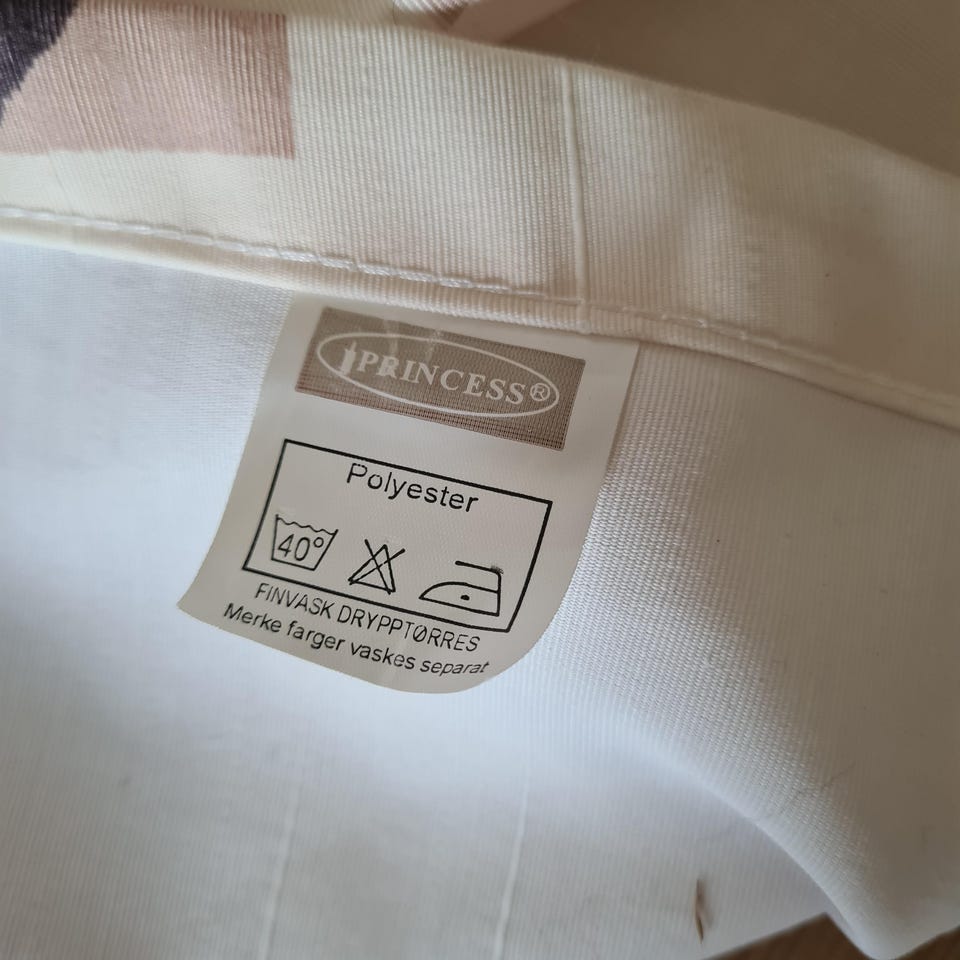 PRINCESS®
Polyester
40°
FINVASK DRYPPTØRRES
Merke farger vaskes separat